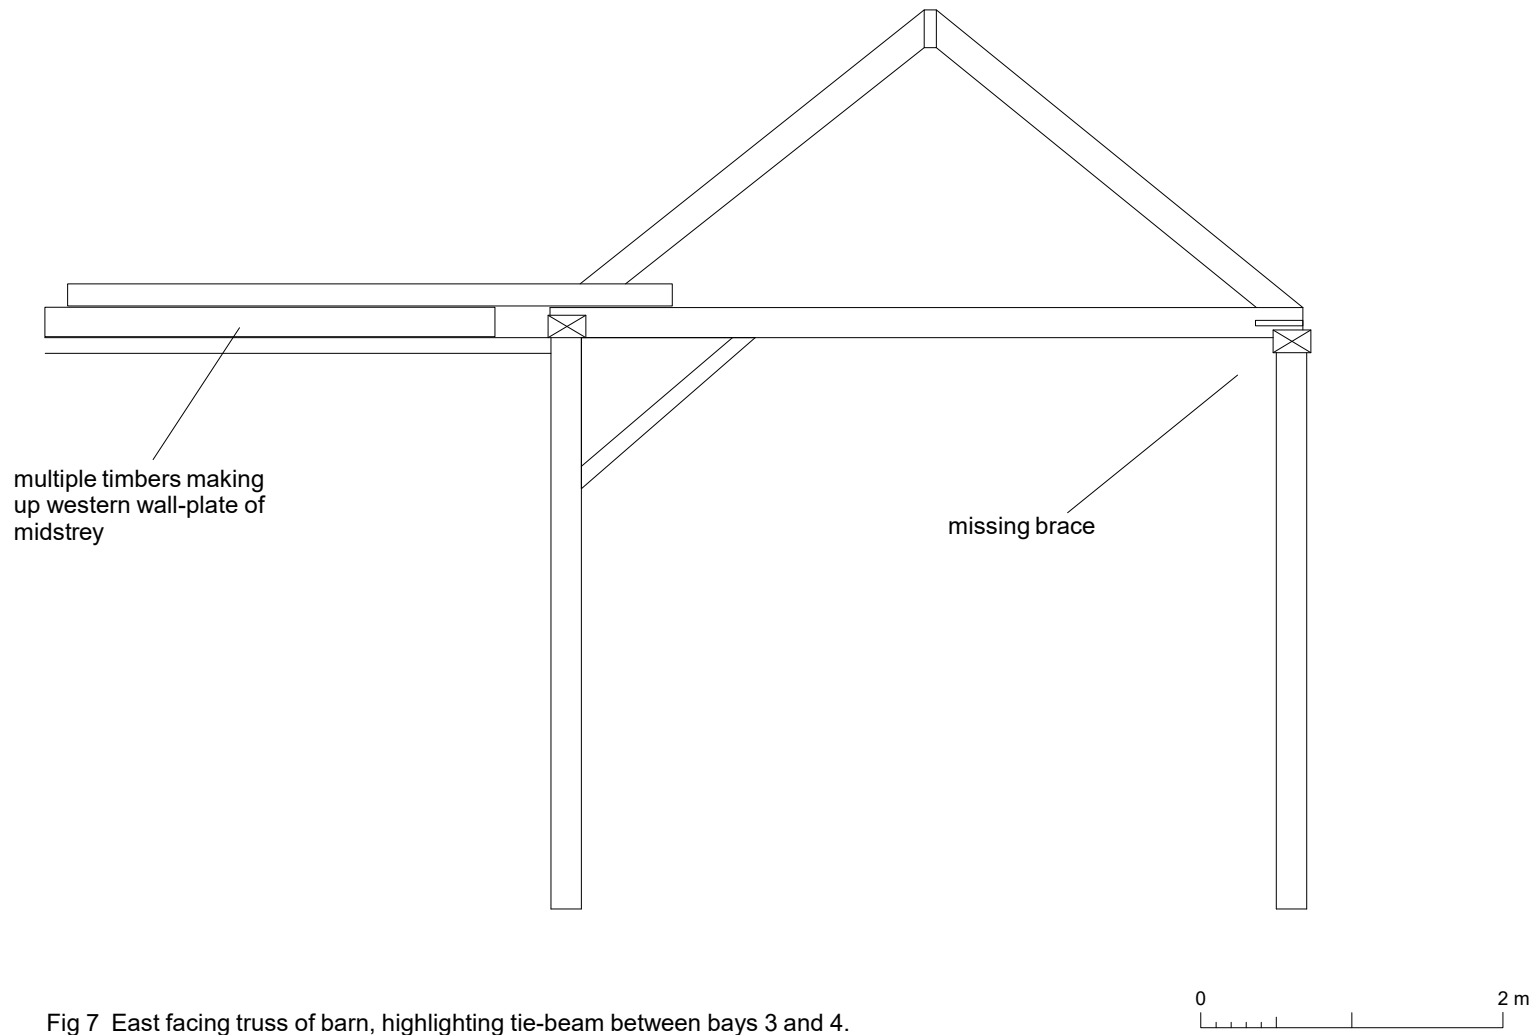 multiple timbers making
up western wall-plate of
midstrey
missing brace
0 2 m
Fig 7 East facing truss of barn, highlighting tie-beam between bays 3 and 4.